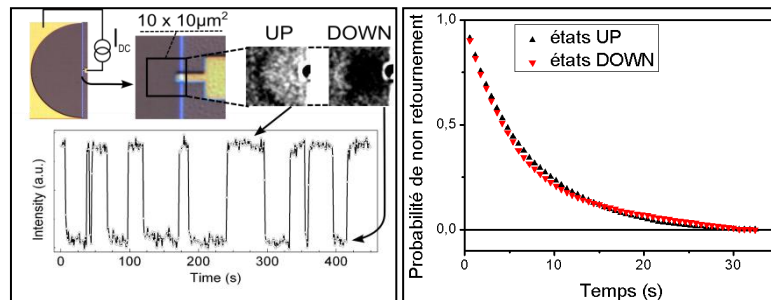 I DC
10 x 10µm²
UP
DOWN
Intensity (a.u.)
0
100
200
300
400
Time (s)
états UP
états DOWN
Probabilité de non retournement
1,0
0,5
0,0
0
10
20
30
Temps (s)